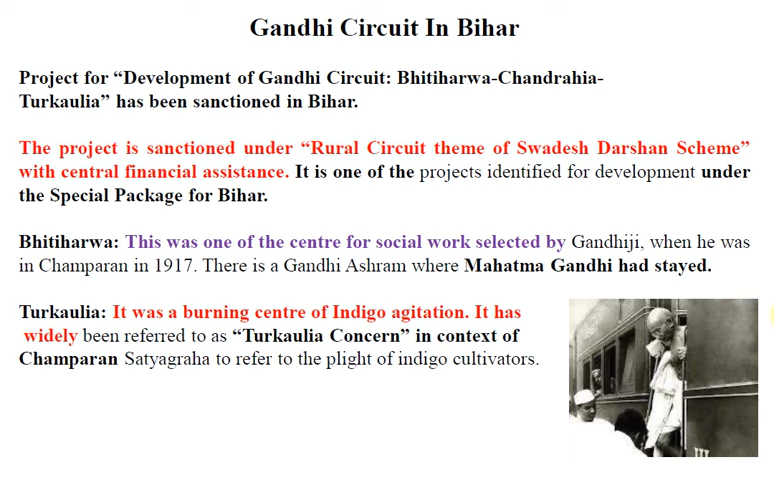 Gandhi Circuit In Bihar
Project for “Development of Gandhi Circuit: Bhitiharwa-Chandrahia-
Turkaulia” has been sanctioned in Bihar.
The project is sanctioned under “Rural Circuit theme of Swadesh Darshan Scheme”
with central financial assistance. It is one of the projects identified for development under
the Special Package for Bihar.
Bhitiharwa: This was one of the centre for social work selected by Gandhiji, when he was
in Champaran in 1917. There is a Gandhi Ashram where Mahatma Gandhi had stayed.
Turkaulia: It was a burning centre of Indigo agitation. It has
widely been referred to as “Turkaulia Concern” in context of
Champaran Satyagraha to refer to the plight of indigo cultivators.